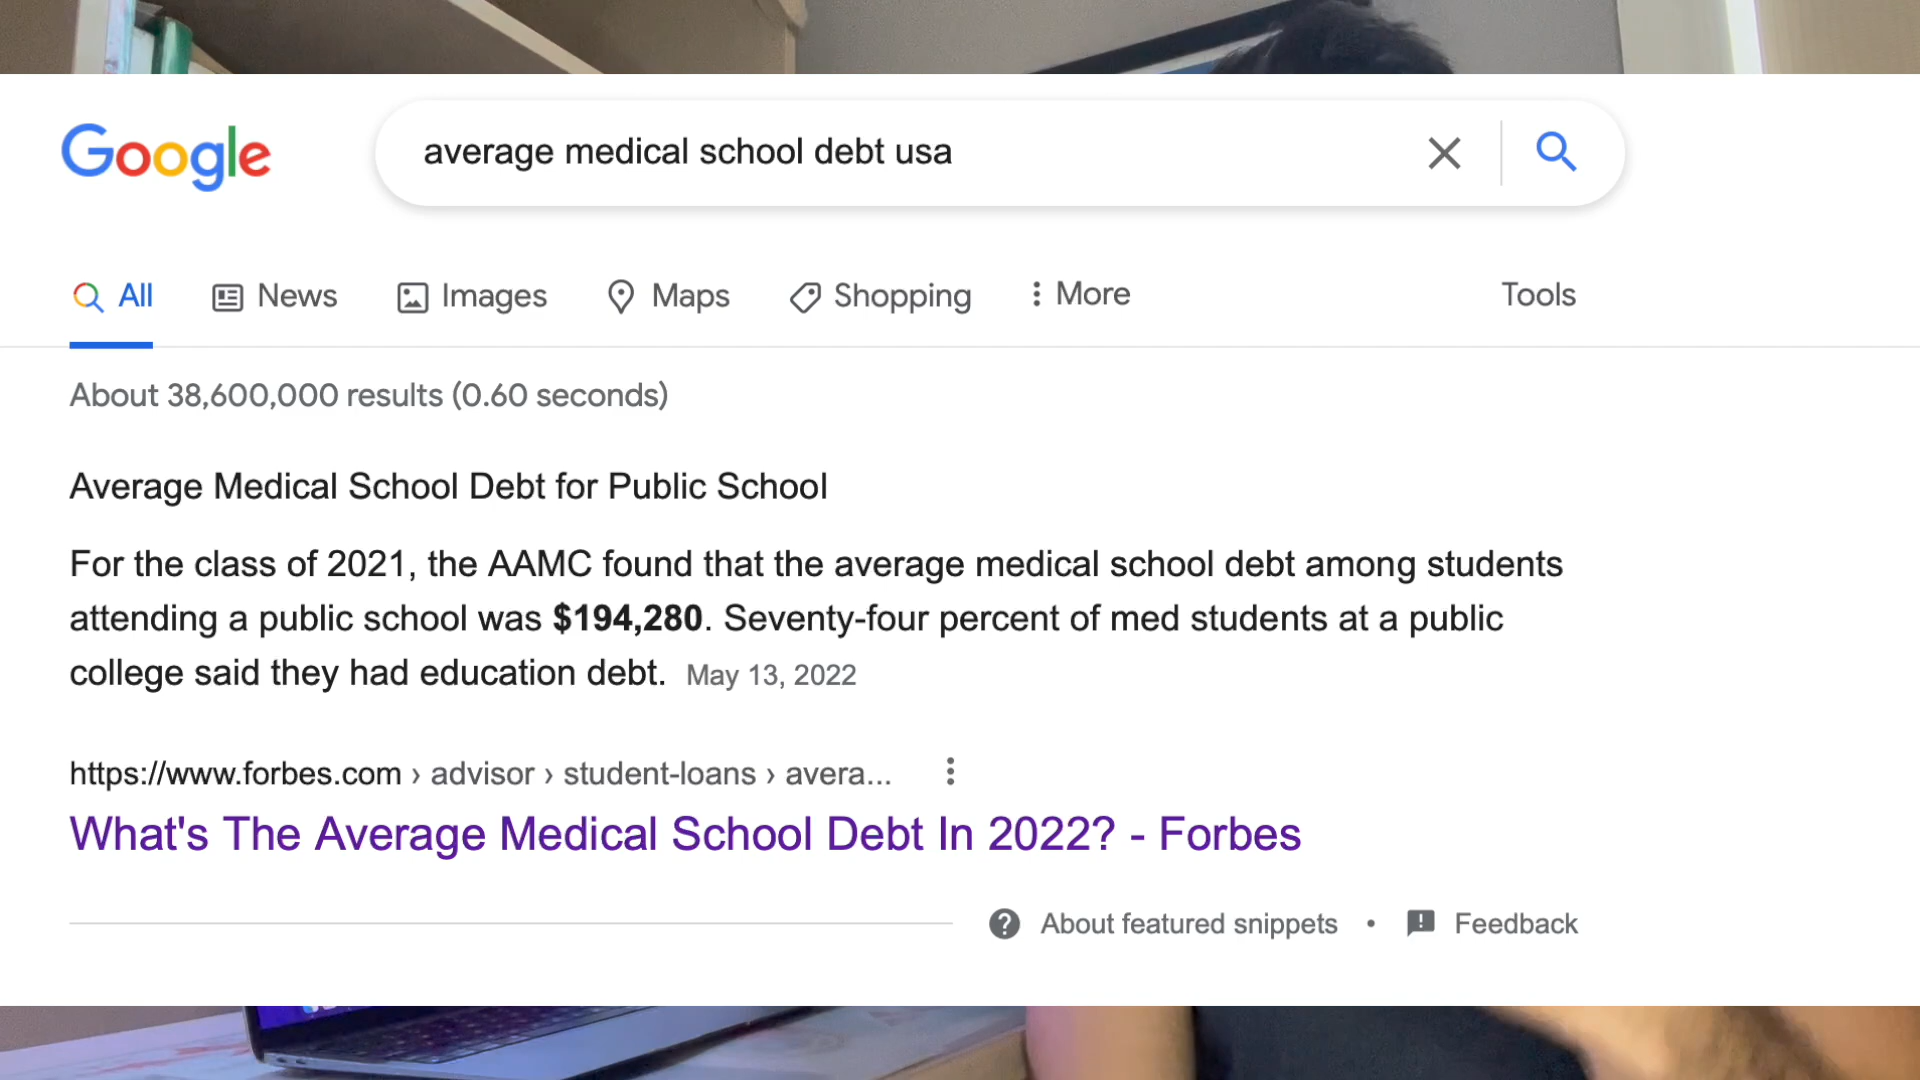 Google
average medical school debt usa
All News Images Maps Shopping More Tools
About 38,600,000 results (0.60 seconds)
Average Medical School Debt for Public School
For the class of 2021, the AAMC found that the average medical school debt among students
attending a public school was $194,280. Seventy-four percent of med students at a public
college said they had education debt. May 13, 2022
https://www.forbes.com › advisor › student-loans › avera...
What's The Average Medical School Debt In 2022? - Forbes
About featured snippets • Feedback